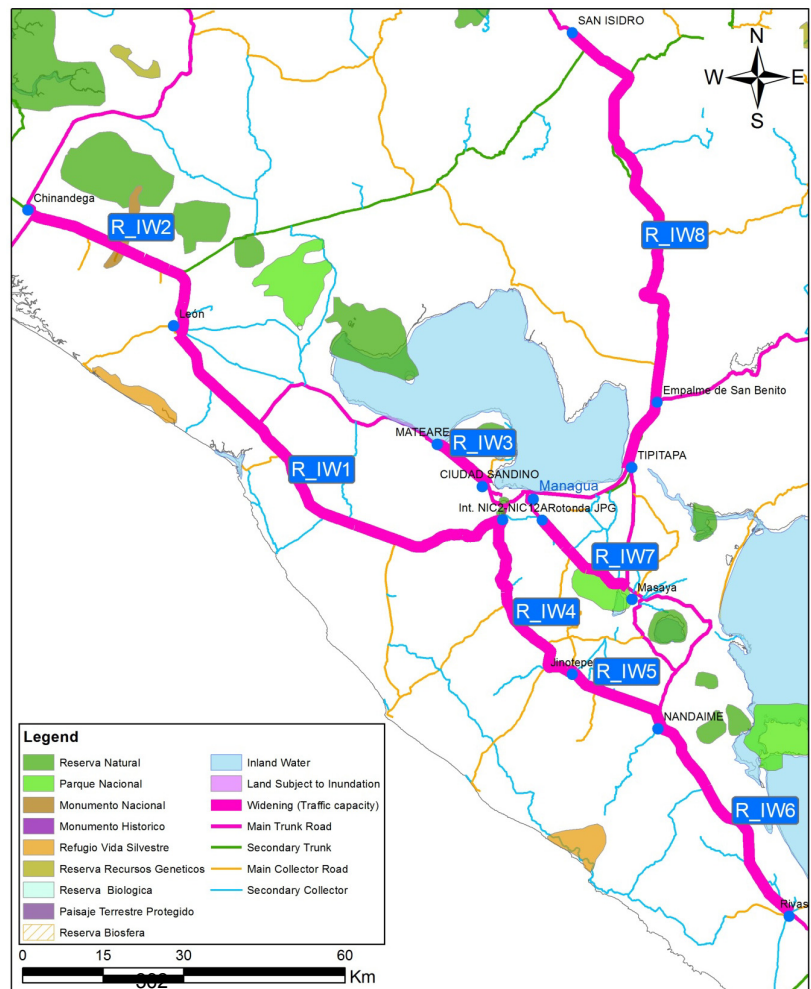 SAN ISIDRO
N
W E
S
Chinandega
R_IW2
R_IW8
León
Empalme de San Benito
MATEARE
R_IW3
R_IW1
TIPITAPA
CIUDAD SANDINO
Managua
Int. NIC2-NIC12A
Rotonda JPG
R_IW7
Masaya
R_IW4
Jinotepe
R_IW5
NANDAIME
R_IW6
Rivas
Legend
Reserva Natural
Parque Nacional
Monumento Nacional
Monumento Historico
Refugio Vida Silvestre
Reserva Recursos Geneticos
Reserva Biologica
Paisaje Terrestre Protegido
Reserva Biosfera
Inland Water
Land Subject to Inundation
Widening (Traffic capacity)
Main Trunk Road
Secondary Trunk
Main Collector Road
Secondary Collector
0 15 30 60
Km